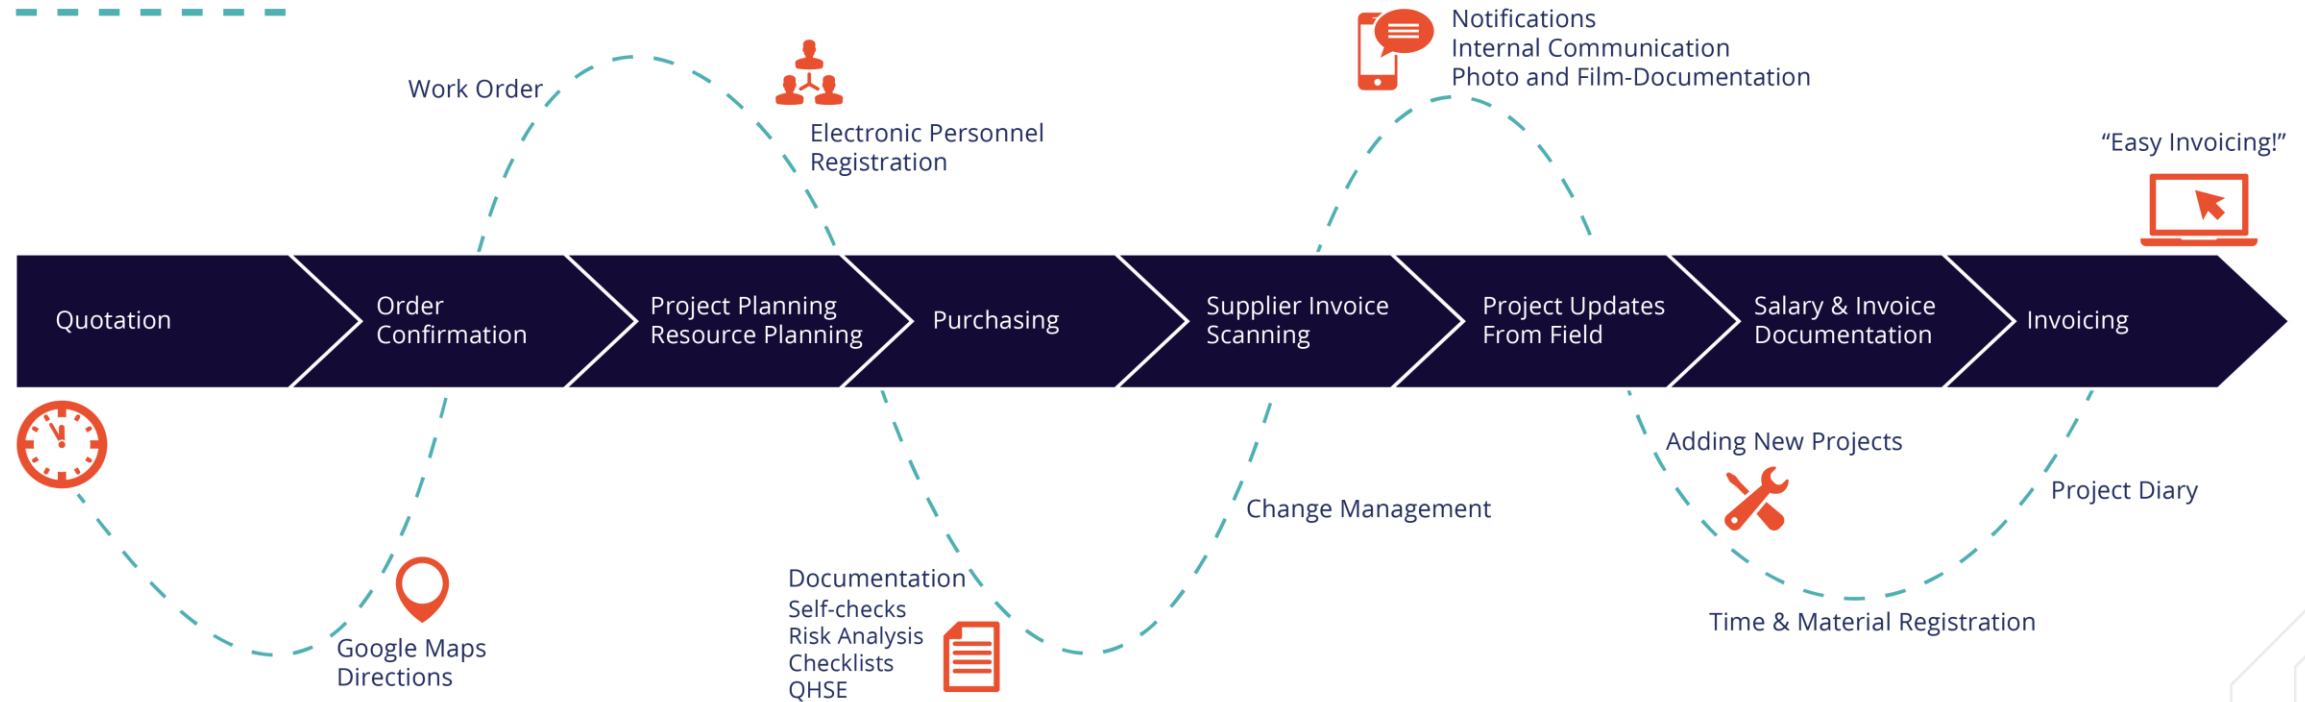 Work Order
Electronic Personnel
Registration
Notifications
Internal Communication
Photo and Film-Documentation
“Easy Invoicing!”
Quotation
Order
Confirmation
Project Planning
Resource Planning
Purchasing
Supplier Invoice
Scanning
Project Updates
From Field
Salary & Invoice
Documentation
Invoicing
Google Maps
Directions
Documentation
Self-checks
Risk Analysis
Checklists
QHSE
Change Management
Adding New Projects
Time & Material Registration
Project Diary